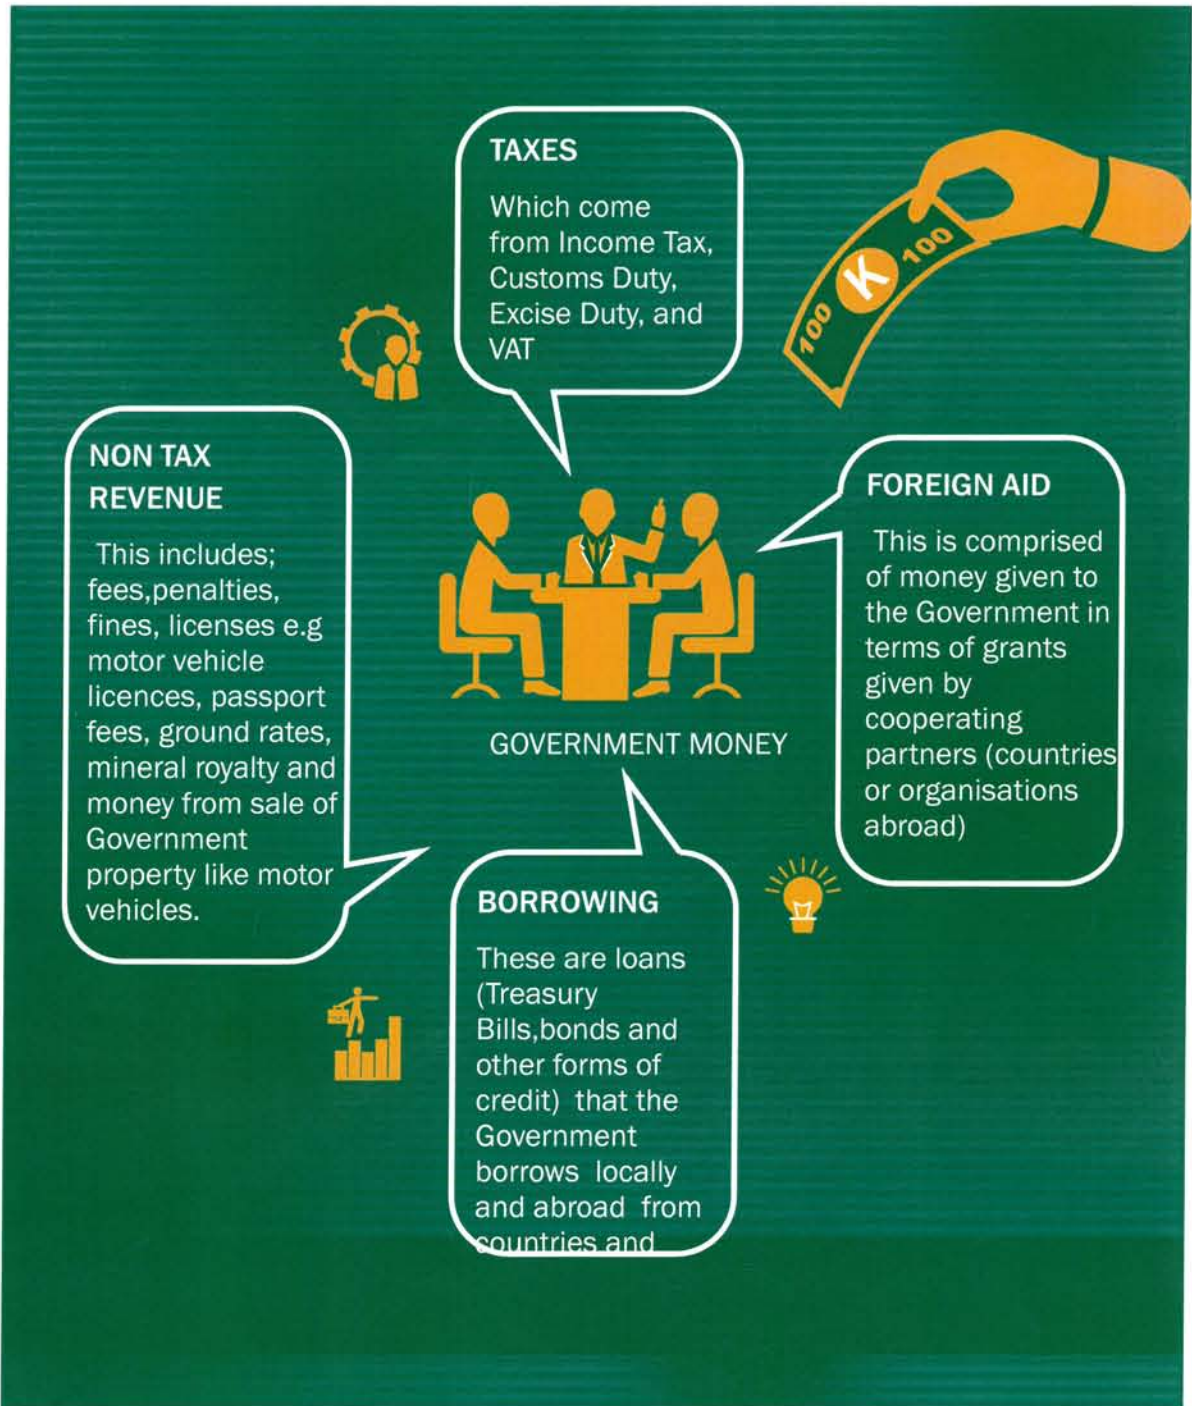 TAXES
Which come
from Income Tax,
Customs Duty,
Excise Duty, and
VAT
100 K 100
NON TAX
REVENUE
This includes;
fees,penalties,
fines, licenses e.g
motor vehicle
licences, passport
fees, ground rates,
mineral royalty and
money from sale of
Government
property like motor
vehicles.
FOREIGN AID
This is comprised
of money given to
the Government in
terms of grants
given by
cooperating
partners (countries
or organisations
abroad)
GOVERNMENT MONEY
BORROWING
These are loans
(Treasury
Bills,bonds and
other forms of
credit) that the
Government
borrows locally
and abroad from
countries and